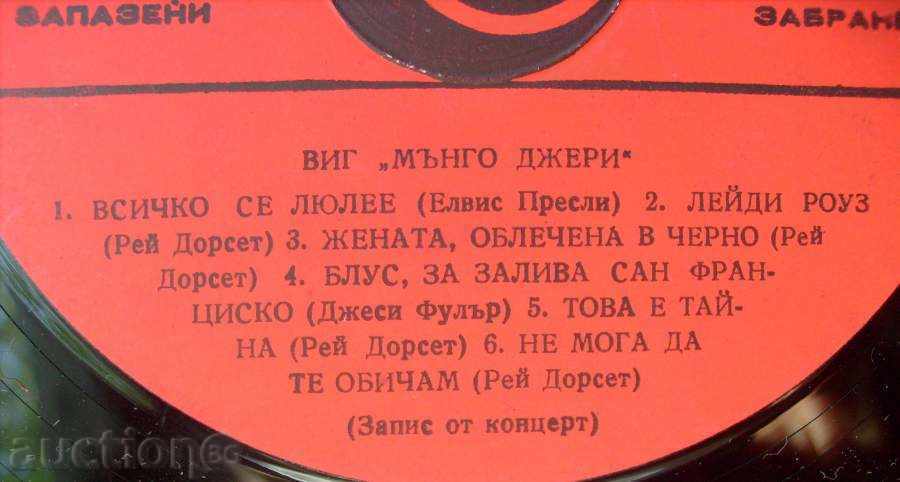 ЗАПАЗЕНИ
ЗАБРАН
ВИГ „МЪНГО ДЖЕРИ“
1. ВСИЧКО СЕ ЛЮЛЕЕ (Елвис Пресли) 2. ЛЕЙДИ РОУЗ
(Рей Дорсет) 3. ЖЕНАТА, ОБЛЕЧЕНА В ЧЕРНО (Рей
Дорсет) 4. БЛУС, ЗА ЗАЛИВА САН ФРАН-
ЦИСКО (Джеси Фулър) 5. ТОВА Е ТАЙ-
НА (Рей Дорсет) 6. НЕ МОГА ДА
ТЕ ОБИЧАМ (Рей Дорсет)
(Запис от концерт)
auctionBG